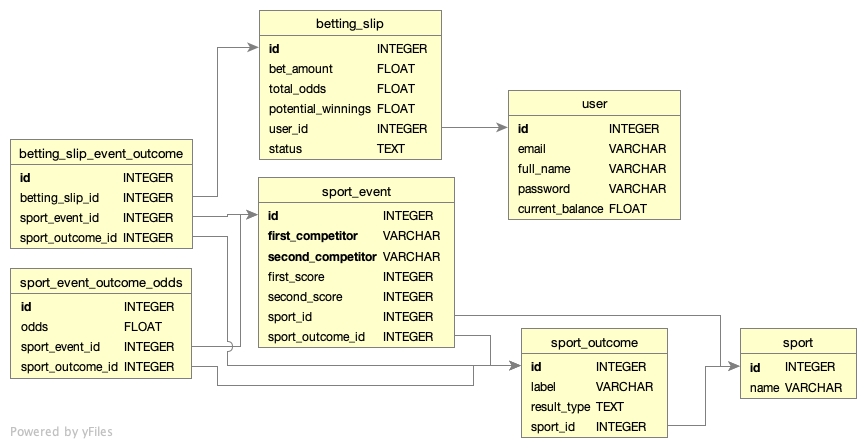 betting_slip
id INTEGER
bet_amount FLOAT
total_odds FLOAT
potential_winnings FLOAT
user_id INTEGER
status TEXT
user
id INTEGER
email VARCHAR
full_name VARCHAR
password VARCHAR
current_balance FLOAT
betting_slip_event_outcome
id INTEGER
betting_slip_id INTEGER
sport_event_id INTEGER
sport_outcome_id INTEGER
sport_event
id INTEGER
first_competitor VARCHAR
second_competitor VARCHAR
first_score INTEGER
second_score INTEGER
sport_id INTEGER
sport_outcome_id INTEGER
sport_event_outcome_odds
id INTEGER
odds FLOAT
sport_event_id INTEGER
sport_outcome_id INTEGER
sport_outcome
id INTEGER
label VARCHAR
result_type TEXT
sport_id INTEGER
sport
id INTEGER
name VARCHAR
Powered by yFiles